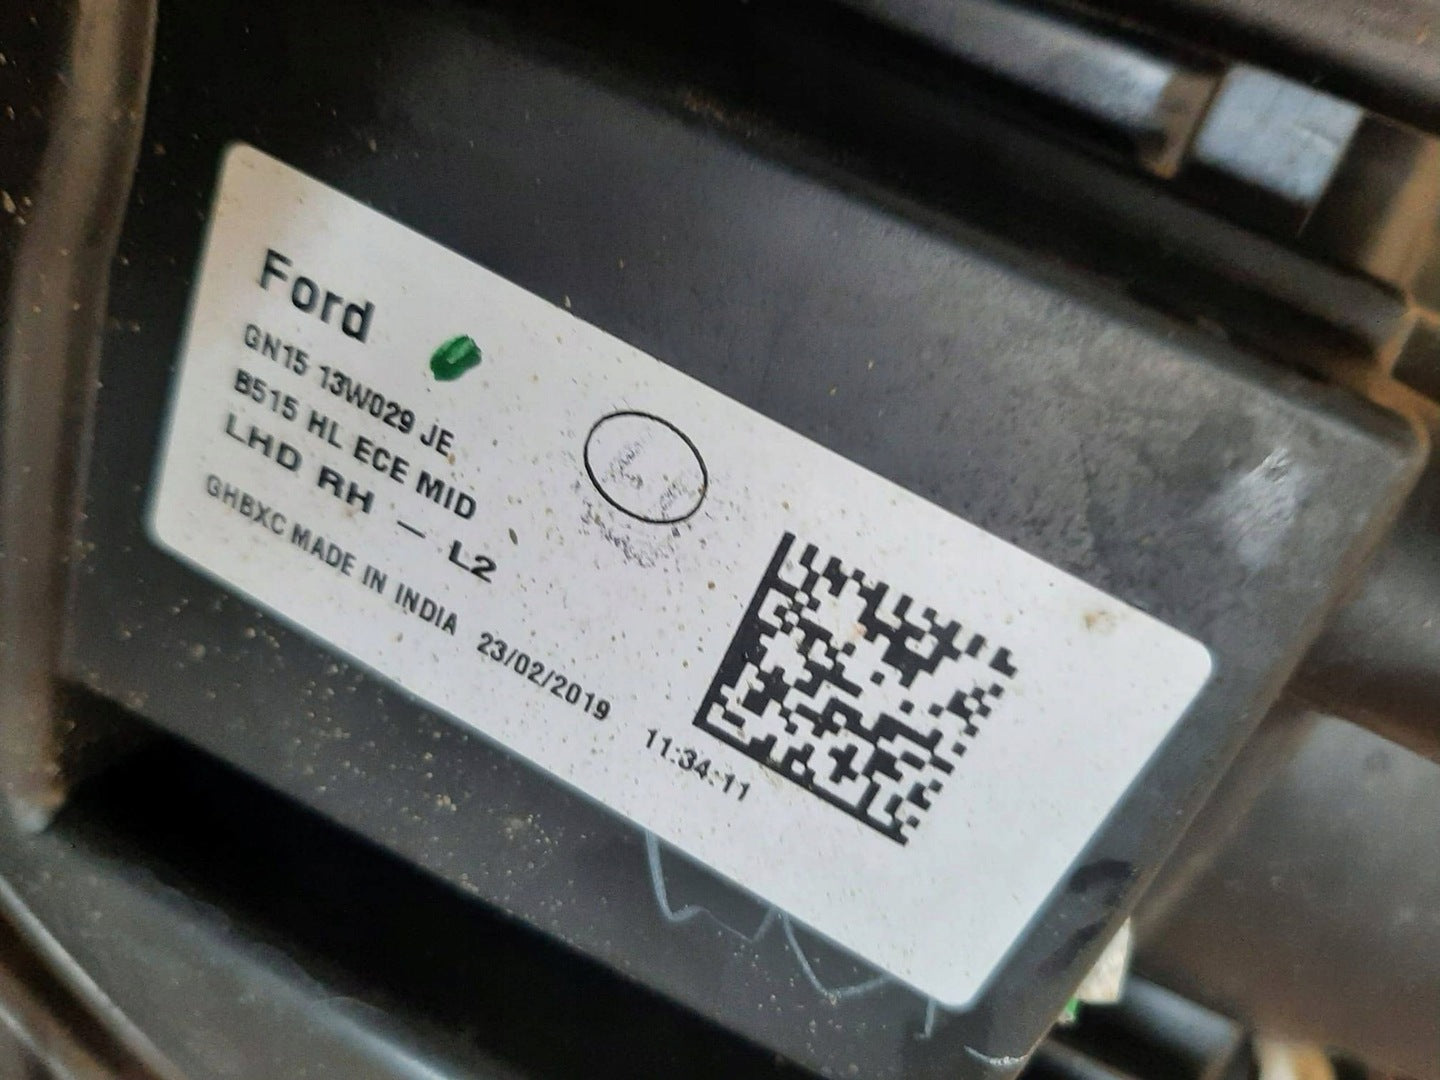 Ford
GN15 13W029 JE
B515 HL ECE MID
LHD RH - L2
GHBXC MADE IN INDIA 23/02/2019 11:34:11